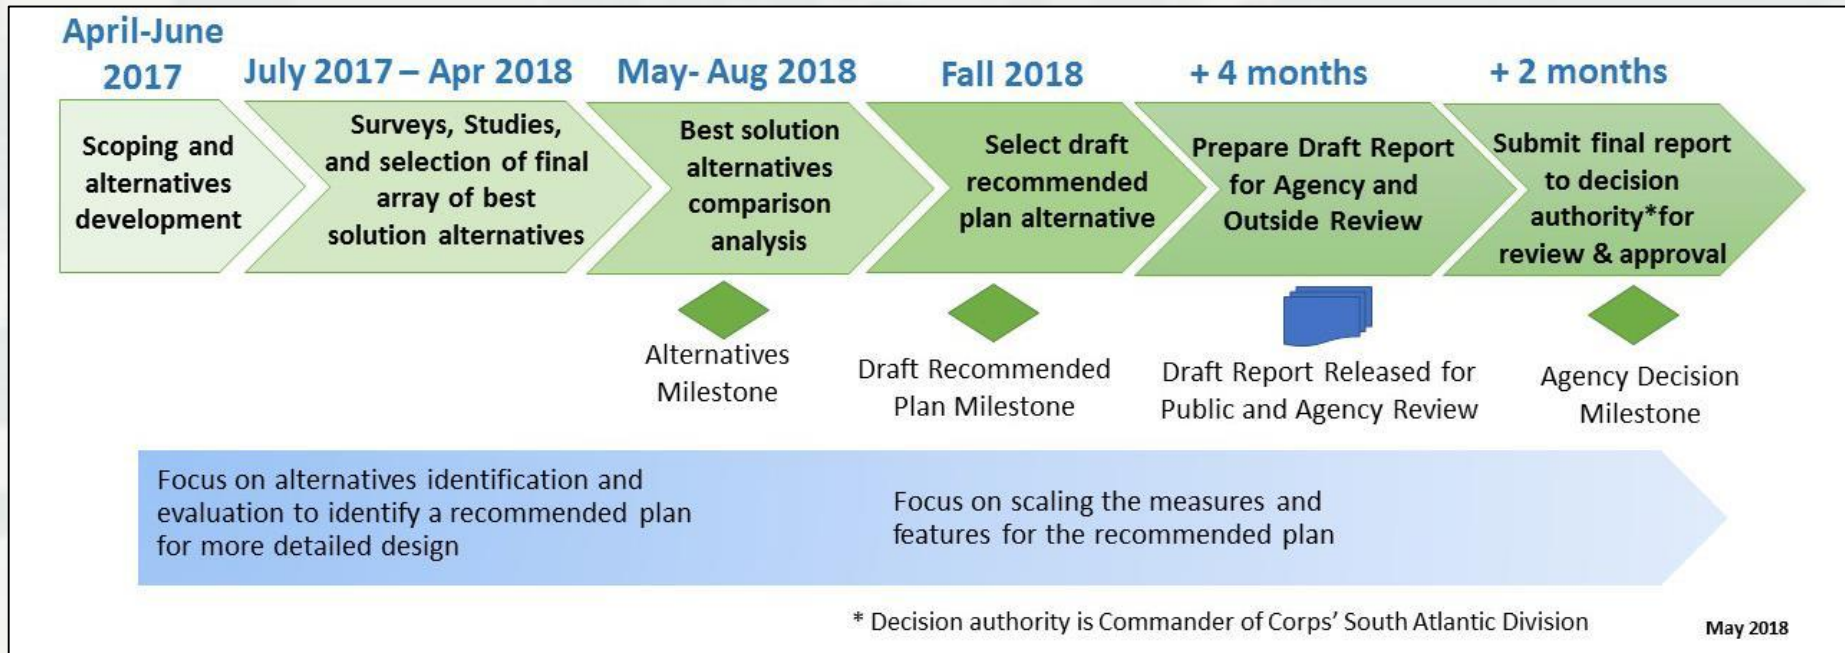 April-June
2017
July 2017 – Apr 2018
May- Aug 2018
Fall 2018
+ 4 months
+ 2 months
Scoping and
alternatives
development
Surveys, Studies,
and selection of final
array of best
solution alternatives
Best solution
alternatives
comparison
analysis
Select draft
recommended
plan alternative
Prepare Draft Report
for Agency and
Outside Review
Submit final report
to decision
authority*for
review & approval
Alternatives
Milestone
Draft Recommended
Plan Milestone
Draft Report Released for
Public and Agency Review
Agency Decision
Milestone
Focus on alternatives identification and
evaluation to identify a recommended plan
for more detailed design
Focus on scaling the measures and
features for the recommended plan
* Decision authority is Commander of Corps' South Atlantic Division
May 2018